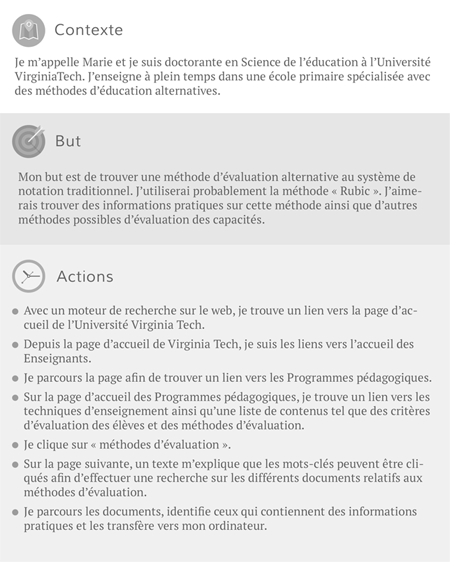 Contexte
Je m’appelle Marie et je suis doctorante en Science de l’éducation à l’Université
VirginiaTech. J’enseigne à plein temps dans une école primaire spécialisée avec
des méthodes d’éducation alternatives.
But
Mon but est de trouver une méthode d’évaluation alternative au système de
notation traditionnel. J’utiliserai probablement la méthode « Rubic ». J’aime-
rais trouver des informations pratiques sur cette méthode ainsi que d’autres
méthodes possibles d’évaluation des capacités.
Actions
Avec un moteur de recherche sur le web, je trouve un lien vers la page d’ac-
cueil de l’Université Virginia Tech.
Depuis la page d’accueil de Virginia Tech, je suis les liens vers l’accueil des
Enseignants.
Je parcours la page afin de trouver un lien vers les Programmes pédagogiques.
Sur la page d’accueil des Programmes pédagogiques, je trouve un lien vers les
techniques d’enseignement ainsi qu’une liste de contenus tel que des critères
d’évaluation des élèves et des méthodes d’évaluation.
Je clique sur « méthodes d’évaluation ».
Sur la page suivante, un texte m’explique que les mots-clés peuvent être cli-
qués afin d’effectuer une recherche sur les différents documents relatifs aux
méthodes d’évaluation.
Je parcours les documents, identifie ceux qui contiennent des informations
pratiques et les transfère vers mon ordinateur.